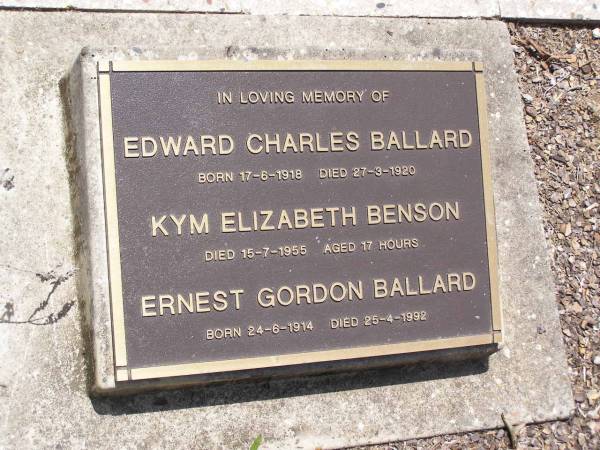 IN LOVING MEMORY OF
EDWARD CHARLES BALLARD
BORN 17-6-1918 DIED 27-3-1920
KYM ELIZABETH BENSON
DIED 15-7-1955 AGED 17 HOURS
ERNEST GORDON BALLARD
BORN 24-6-1914 DIED 25-4-1992